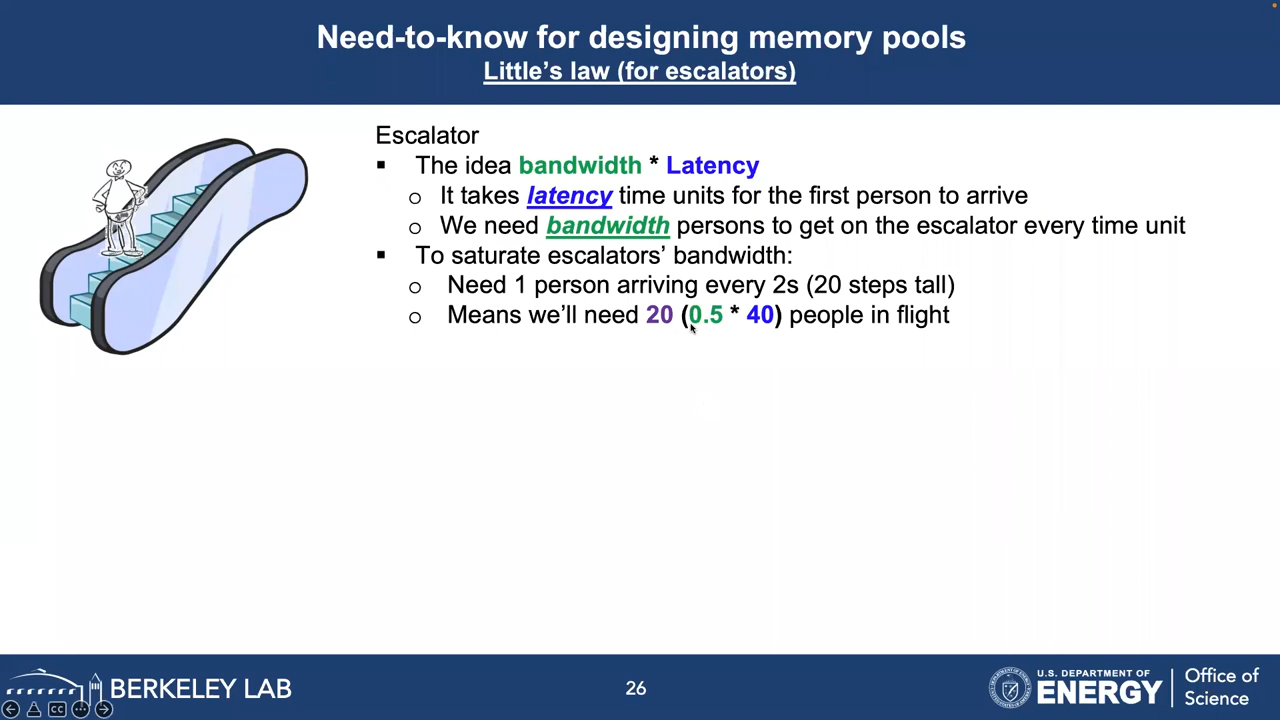 Need-to-know for designing memory pools
Little's law (for escalators)
Escalator
▪ The idea bandwidth * Latency
o It takes latency time units for the first person to arrive
o We need bandwidth persons to get on the escalator every time unit
▪ To saturate escalators' bandwidth:
o Need 1 person arriving every 2s (20 steps tall)
o Means we'll need 20 (0.5 * 40) people in flight
BERKELEY LAB
26
U.S. DEPARTMENT OF
ENERGY
Office of
Science
CC